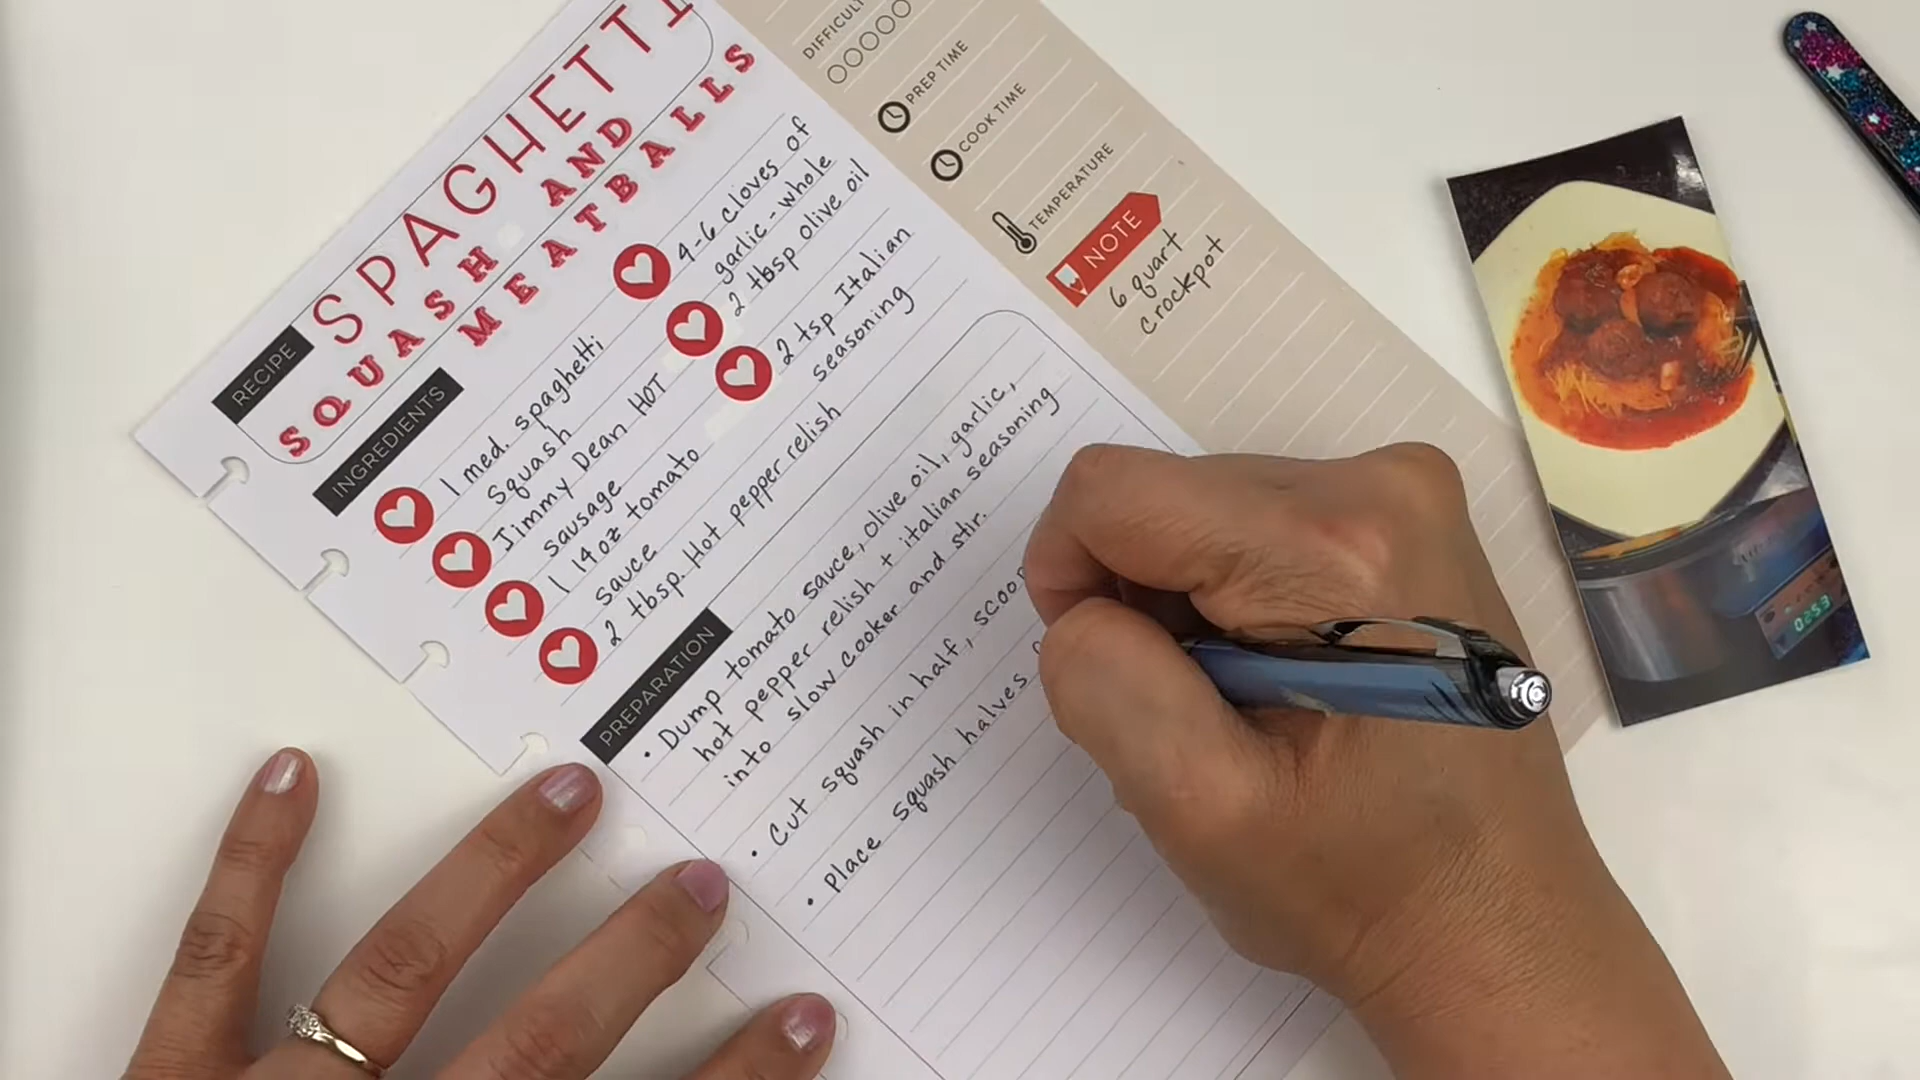 RECIPE
SPAGHETTI
SQUASH AND
MEATBALLS
INGREDIENTS
1 med. spaghetti
squash
Jimmy Dean HOT
sausage
1 14oz tomato
sauce
2 tbsp. Hot pepper relish
4-6 cloves of
garlic - whole
2 tbsp olive oil
2 tsp Italian
seasoning
PREPARATION
• Dump tomato sauce, olive oil, garlic,
hot pepper relish + italian seasoning
into slow cooker and stir.
• Cut squash in half,
• Place squash halves
PREP TIME
COOK TIME
TEMPERATURE
NOTE
6 quart
crockpot